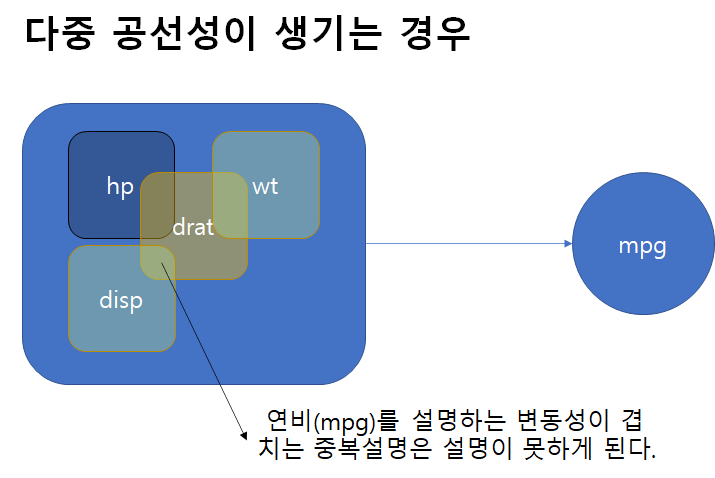 다중 공선성이 생기는 경우
hp
wt
drat
disp
mpg
연비(mpg)를 설명하는 변동성이 겹
치는 중복설명은 설명이 못하게 된다.